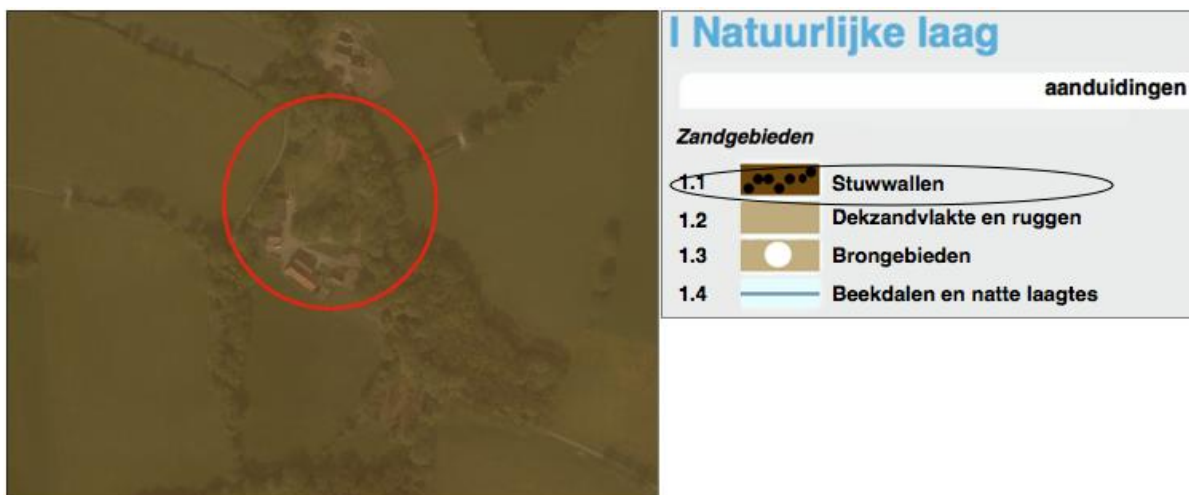 I Natuurlijke laag
aanduidingen
Zandgebieden
1.1 Stuwwallen
1.2 Dekzandvlakte en ruggen
1.3 Brongebieden
1.4 Beekdalen en natte laagtes